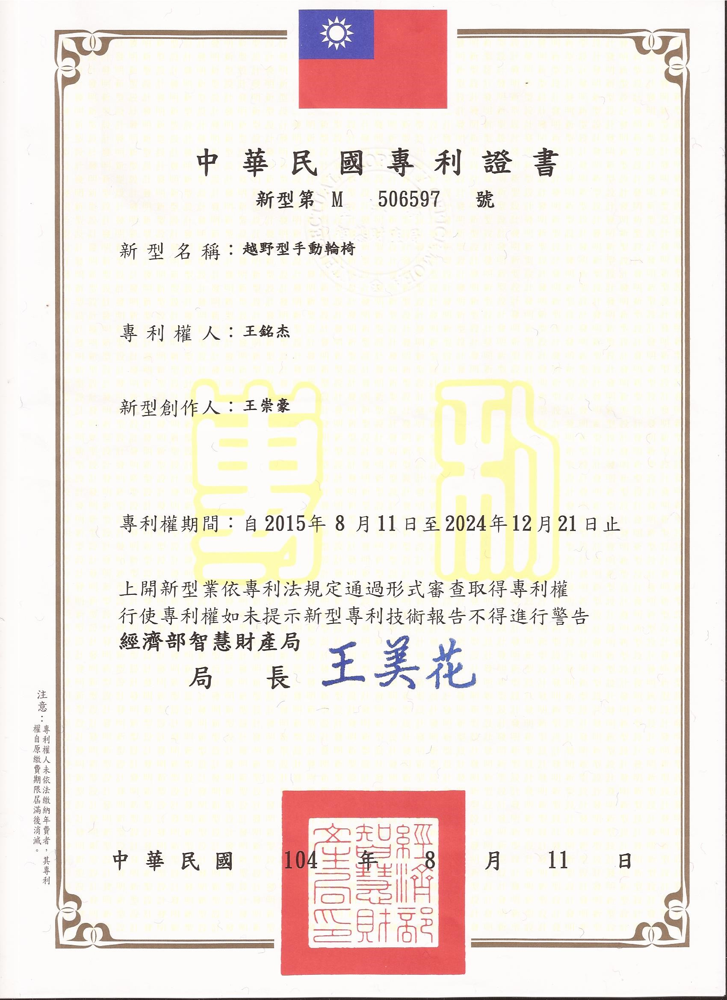 中華民國專利證書
新型第 M 506597 號
新型名稱：越野型手動輪椅
專利權人：王銘杰
新型創作人：王崇豪
專利
專利權期間：自2015年 8 月11日至2024年12月21日止
上開新型業依專利法規定通過形式審查取得專利權
行使專利權如未提示新型專利技術報告不得進行警告
經濟部智慧財產局
局長 王美花
注意：專利權人未依法繳納年費者，其專利
權自原繳費期限屆滿後消滅。
經濟部
智慧財
產局印
中華民國 104 年 8 月 11 日